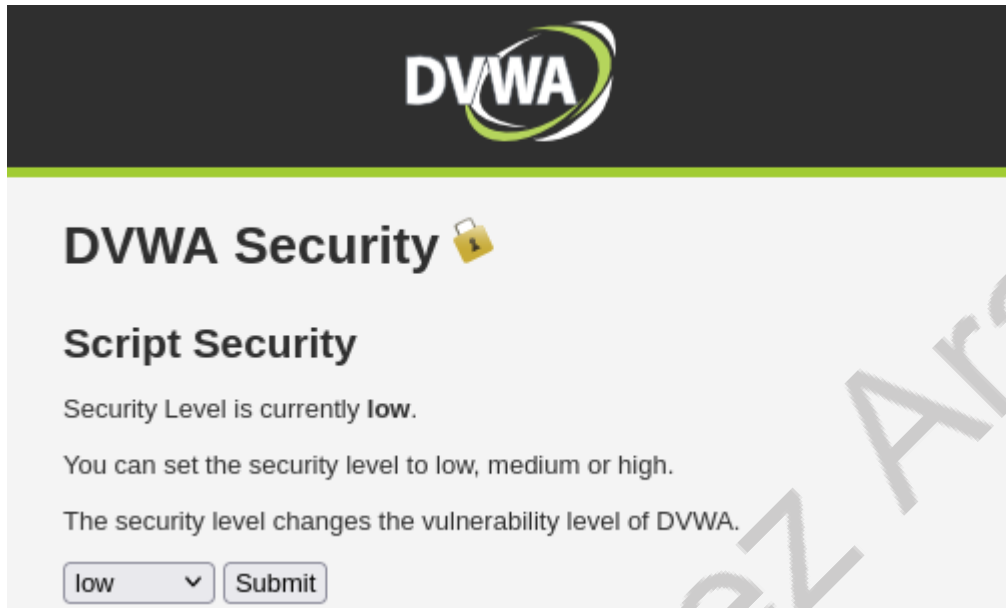 DVWA
DVWA Security
Script Security
Security Level is currently low.
You can set the security level to low, medium or high.
The security level changes the vulnerability level of DVWA.
low Submit